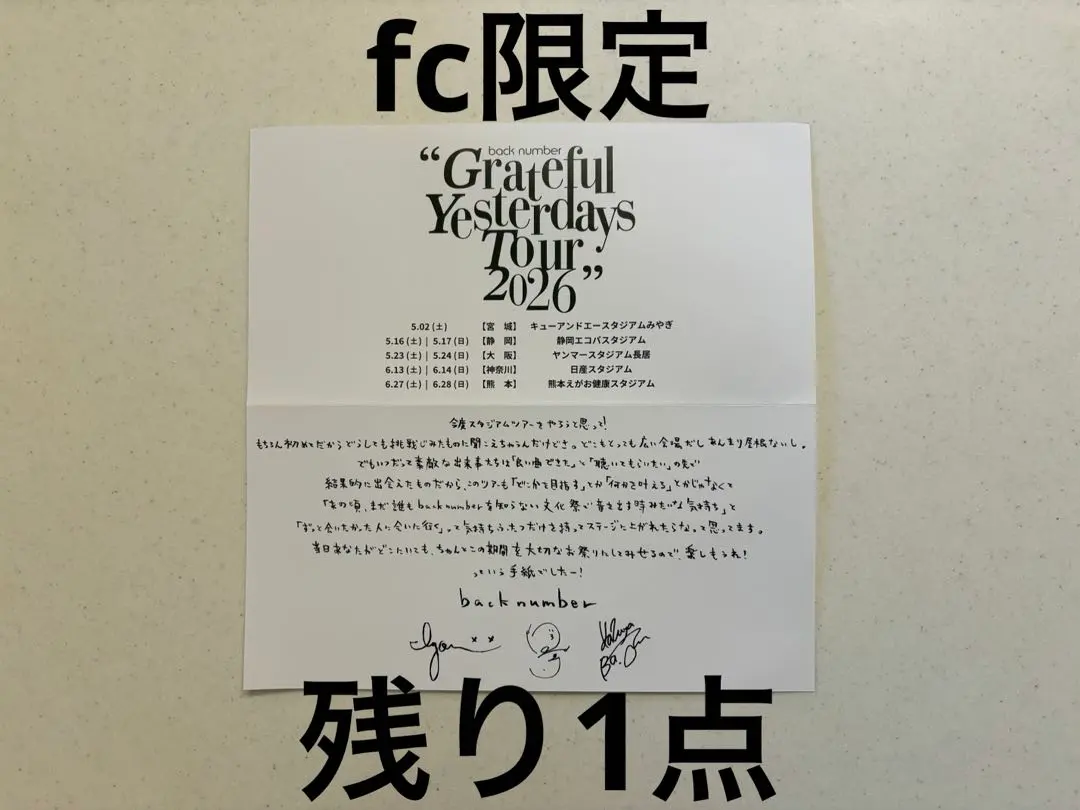 fc限定
back number
“Grateful
Yesterdays
Tour
2026”
5.02 (土) 【宮 城】 キューアンドエースタジアムみやぎ
5.16 (土) | 5.17 (日) 【静 岡】 静岡エコパスタジアム
5.23 (土) | 5.24 (日) 【大 阪】 ヤンマースタジアム長居
6.13 (土) | 6.14 (日) 【神奈川】 日産スタジアム
6.27 (土) | 6.28 (日) 【熊 本】 熊本えがお健康スタジアム
今度スタジアムツアーをやろうと思って!
もちろん初めてだからどうしても挑戦じみたものに聞こえちゃうんだけどさ。どこもとっても広い会場だしあんまり屋根ないし。
でもいつだって素敵な出来事たちは「良い曲できた」と「聴いてもらいたい」の先で
結果的に出会えたものだから、このツアーも「どこかを目指す」とか「何かを叶える」とかじゃなくて
「あの頃、まだ誰もback numberを知らない文化祭で音を出す時みたいな気持ち」と
「ずっと会いたかった人に会いに行く」って気持ちふたつだけを持ってステージに上がれたらなって思ってます。
当日あなたがどこにいても、ちゃんとこの期間を大切なお祭りにしてみせるので、楽しもうね!
っていう手紙でしたー!
back number
残り1点